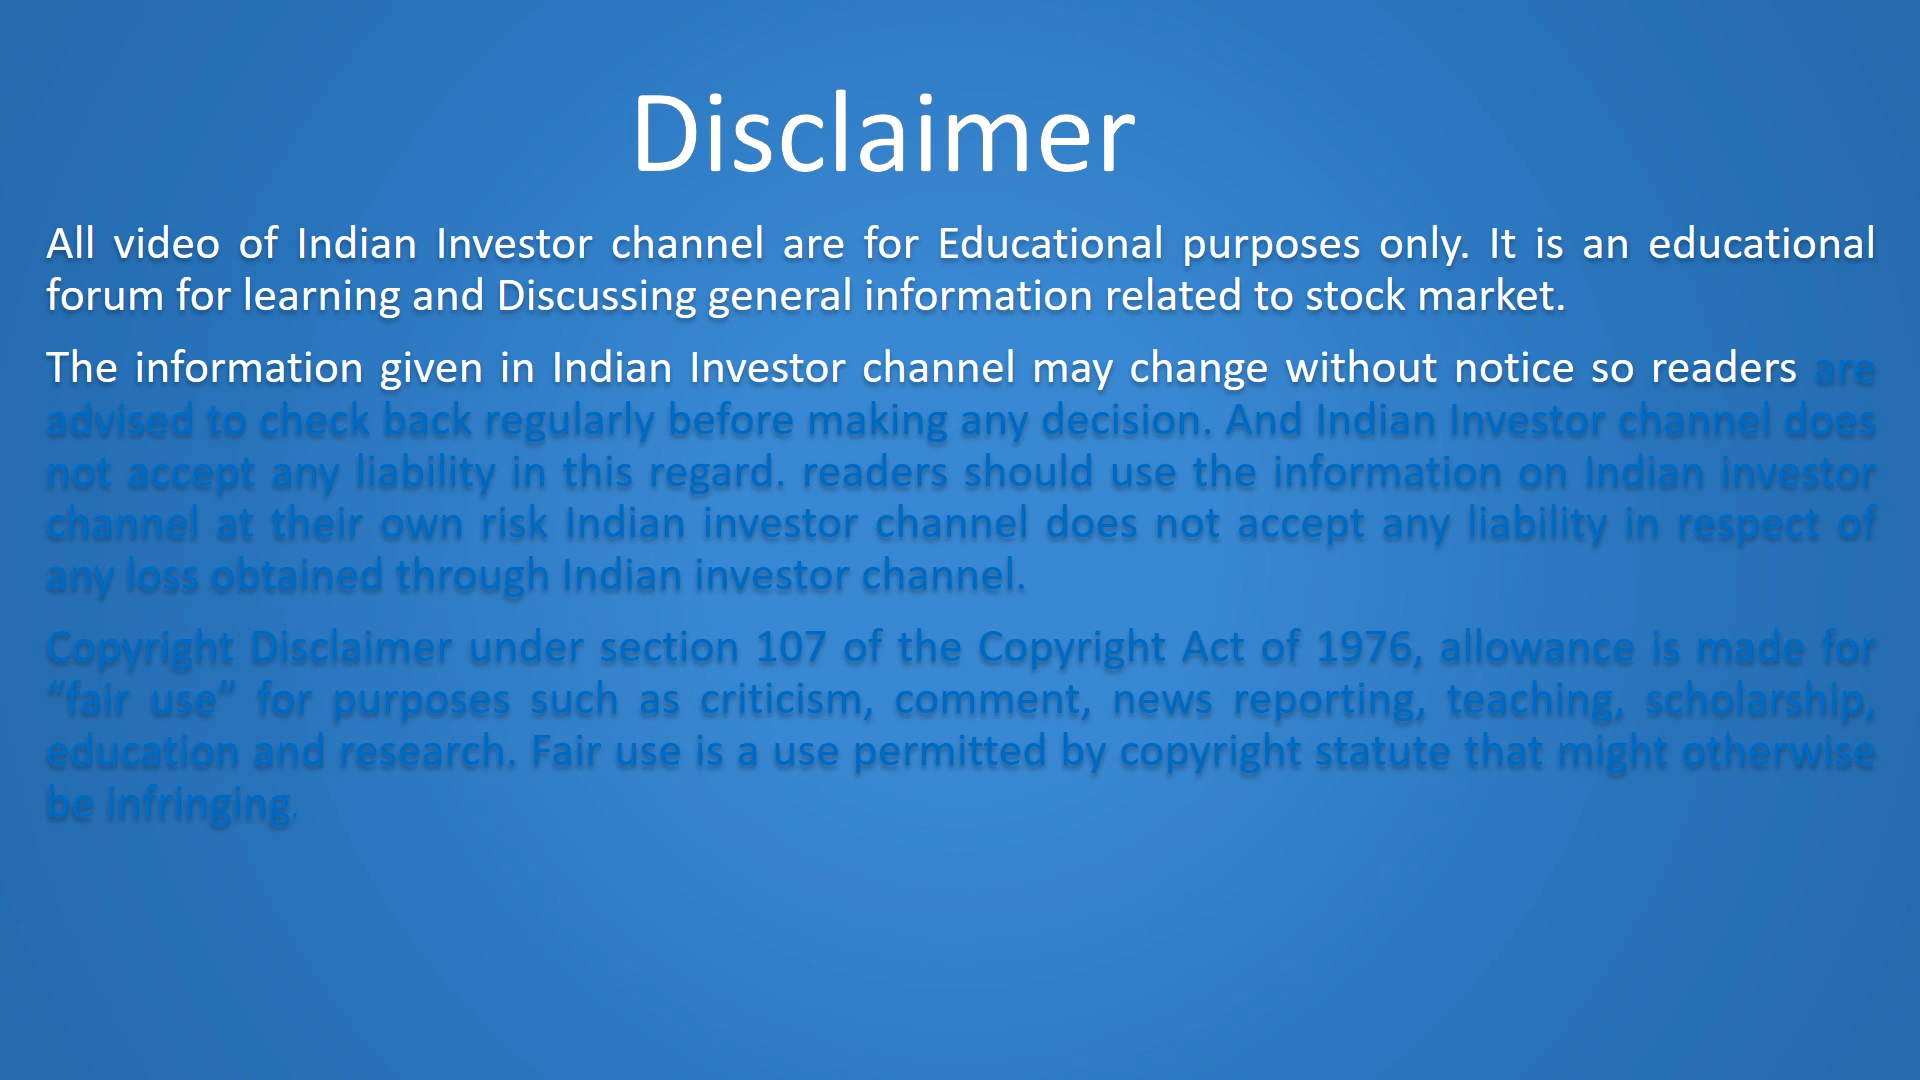 Disclaimer
All video of Indian Investor channel are for Educational purposes only. It is an educational
forum for learning and Discussing general information related to stock market.
The information given in Indian Investor channel may change without notice so readers are
advised to check back regularly before making any decision. And Indian Investor channel does
not accept any liability in this regard. readers should use the information on Indian investor
channel at their own risk Indian investor channel does not accept any liability in respect of
any loss obtained through Indian investor channel.
Copyright Disclaimer under section 107 of the Copyright Act of 1976, allowance is made for
“fair use” for purposes such as criticism, comment, news reporting, teaching, scholarship,
education and research. Fair use is a use permitted by copyright statute that might otherwise
be infringing.